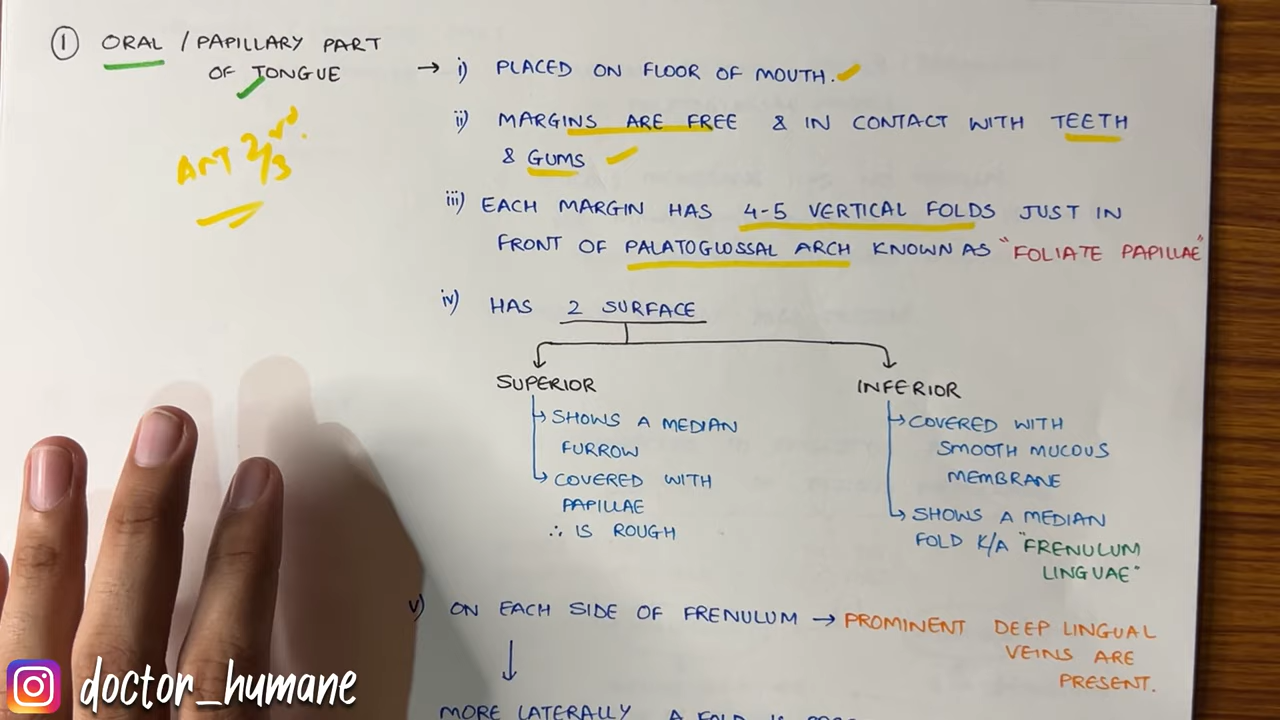 ① ORAL / PAPILLARY PART
OF TONGUE
ANT 2/3rd.
→ i) PLACED ON FLOOR OF MOUTH.
ii) MARGINS ARE FREE & IN CONTACT WITH TEETH
& GUMS
iii) EACH MARGIN HAS 4-5 VERTICAL FOLDS JUST IN
FRONT OF PALATOGLOSSAL ARCH KNOWN AS "FOLIATE PAPILLAE"
iv) HAS 2 SURFACE
SUPERIOR
SHOWS A MEDIAN
FURROW
COVERED WITH
PAPILLAE
∴ IS ROUGH
INFERIOR
COVERED WITH
SMOOTH MUCOUS
MEMBRANE
SHOWS A MEDIAN
FOLD K/A "FRENULUM
LINGUAE"
v) ON EACH SIDE OF FRENULUM → PROMINENT DEEP LINGUAL
VEINS ARE
PRESENT.
MORE LATERALLY A FOLD IS
doctor_humane